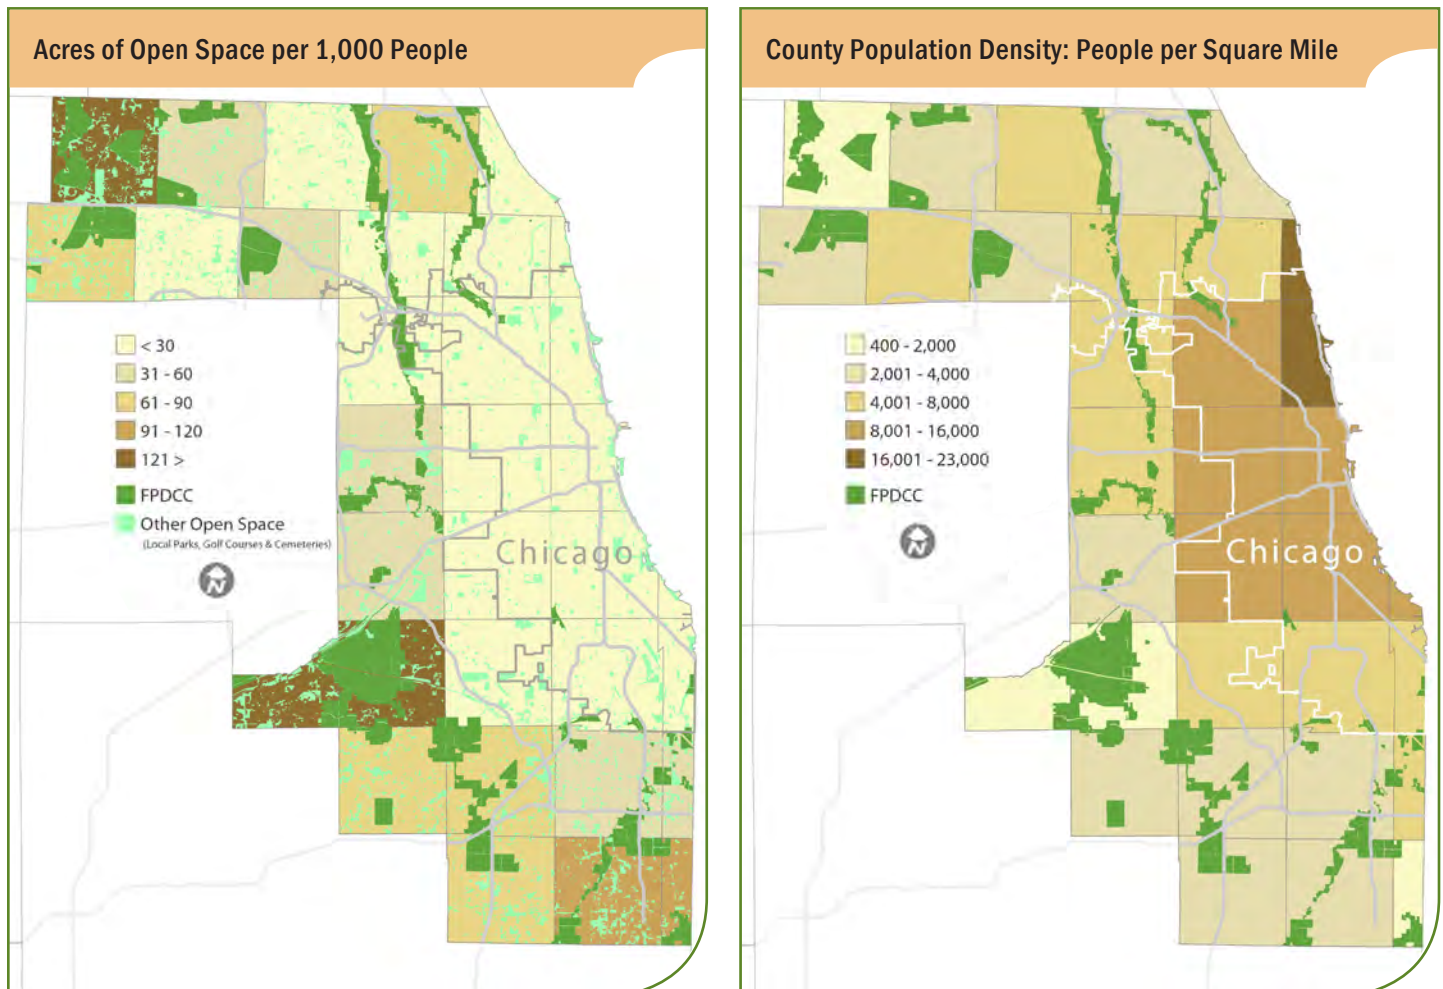 Acres of Open Space per 1,000 People
< 30
31 - 60
61 - 90
91 - 120
121 >
FPDCC
Other Open Space
(Local Parks, Golf Courses & Cemeteries)
N
Chicago
County Population Density: People per Square Mile
400 - 2,000
2,001 - 4,000
4,001 - 8,000
8,001 - 16,000
16,001 - 23,000
FPDCC
N
Chicago